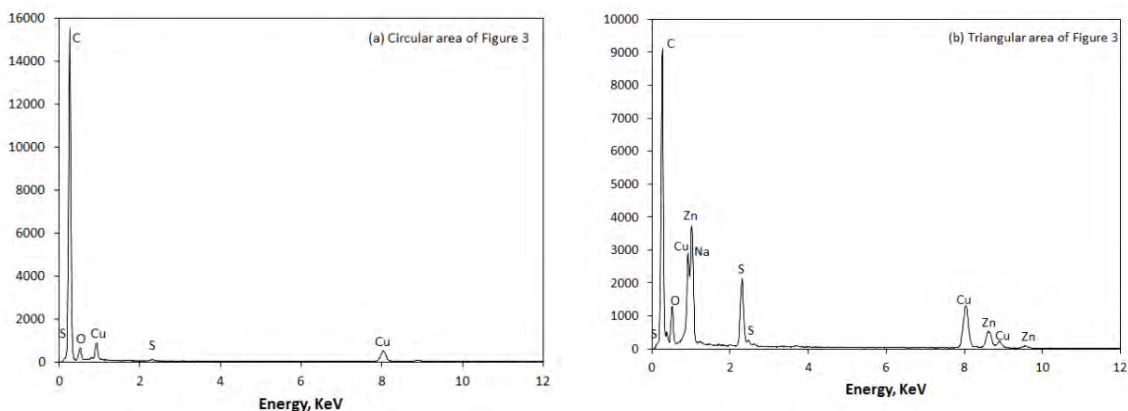 (a) Circular area of Figure 3
16000
14000
12000
10000
8000
6000
4000
2000
0
C
S
O
Cu
S
Cu
0 2 4 6 8 10 12
Energy, KeV
(b) Triangular area of Figure 3
10000
9000
8000
7000
6000
5000
4000
3000
2000
1000
0
C
Zn
Cu
Na
S
O
S
S
Cu
Zn
Cu
Zn
0 2 4 6 8 10 12
Energy, KeV